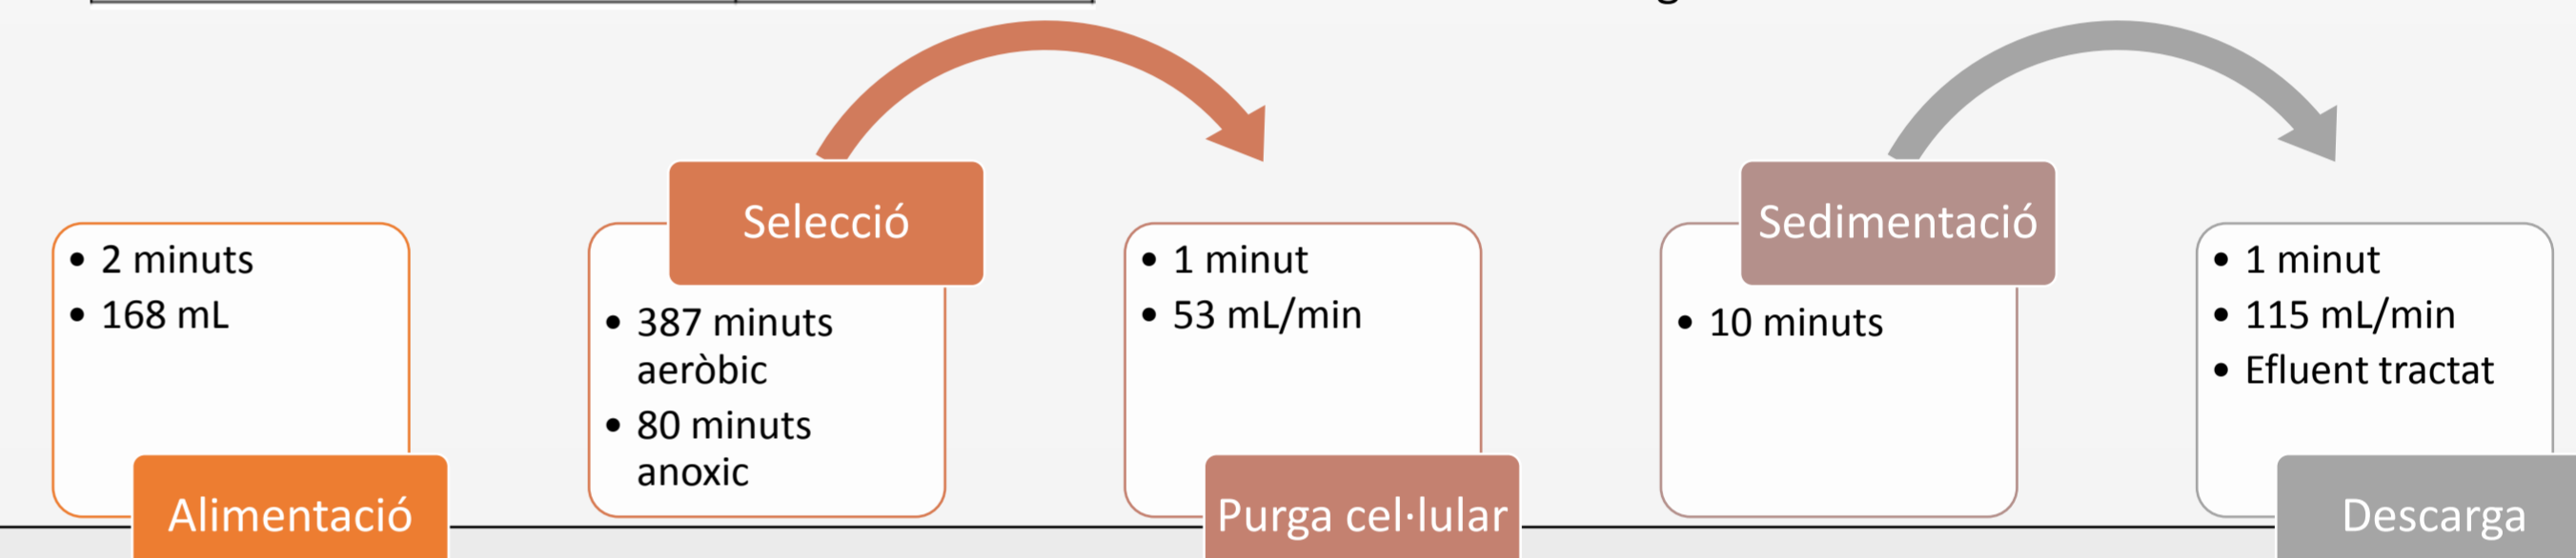 • 2 minuts
• 168 mL
Alimentació
Selecció
• 387 minuts
aeròbic
• 80 minuts
anoxic
• 1 minut
• 53 mL/min
Purga cel·lular
Sedimentació
• 10 minuts
• 1 minut
• 115 mL/min
• Efluent tractat
Descarga